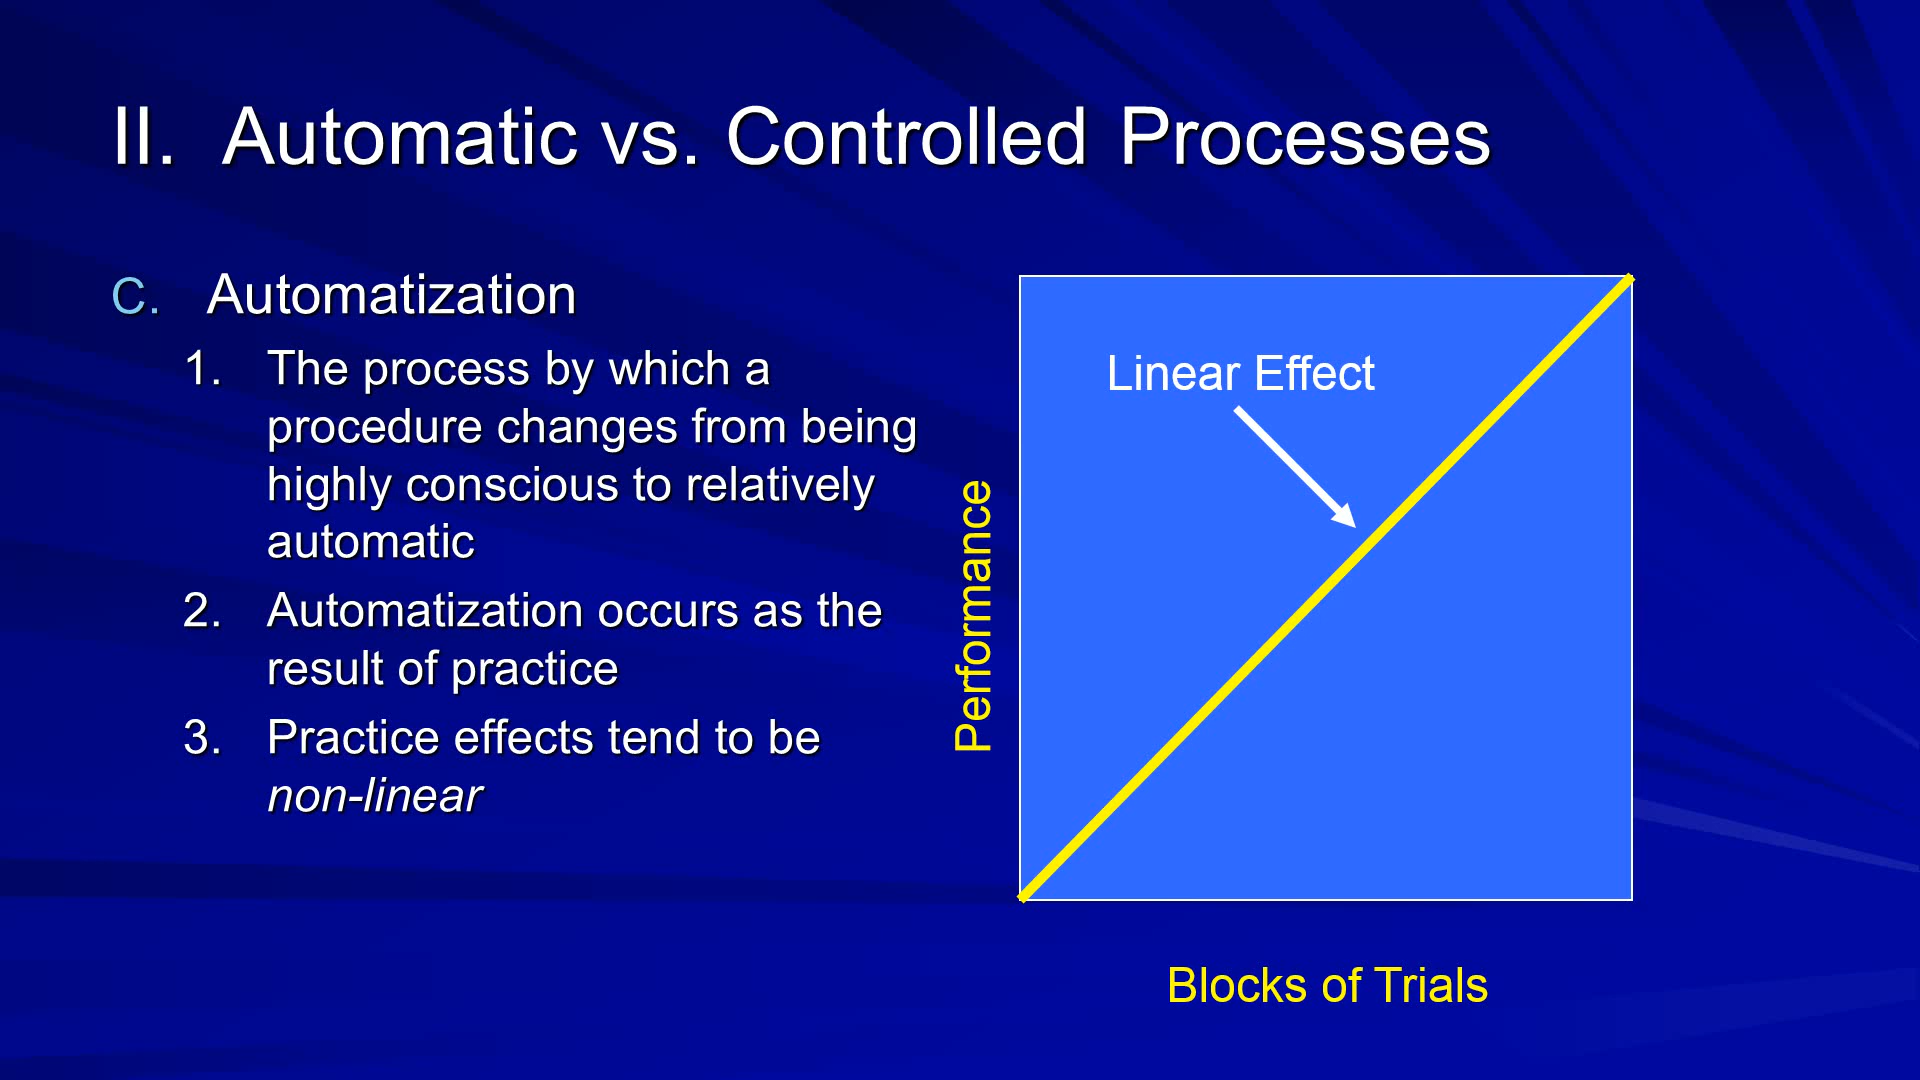 II. Automatic vs. Controlled Processes
C. Automatization
1. The process by which a
procedure changes from being
highly conscious to relatively
automatic
2. Automatization occurs as the
result of practice
3. Practice effects tend to be
non-linear
Performance
Linear Effect
Blocks of Trials